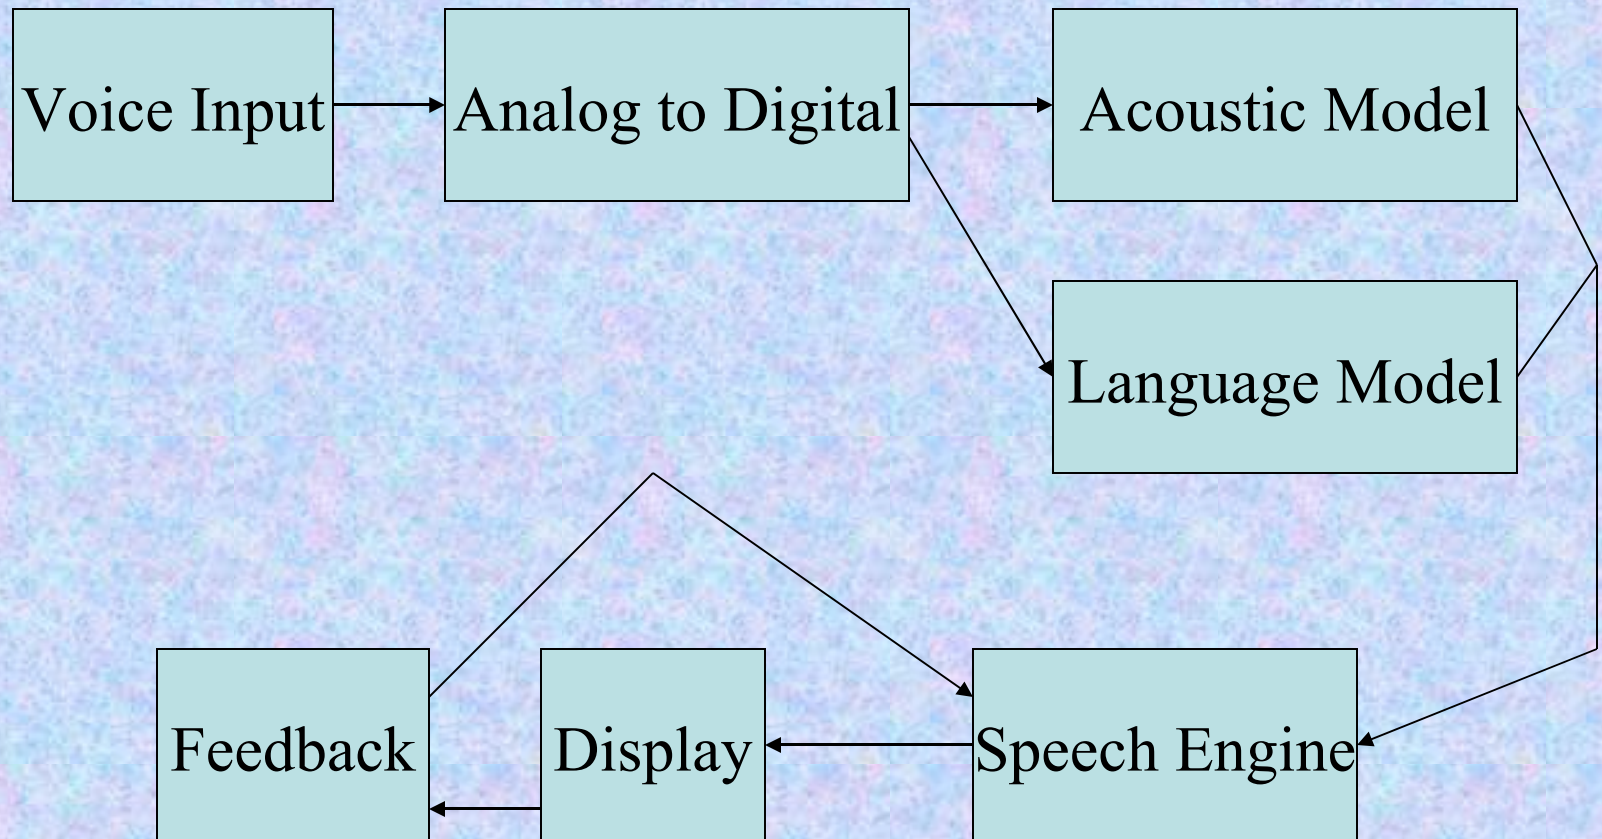 Voice Input
Analog to Digital
Acoustic Model
Language Model
Feedback
Display
Speech Engine